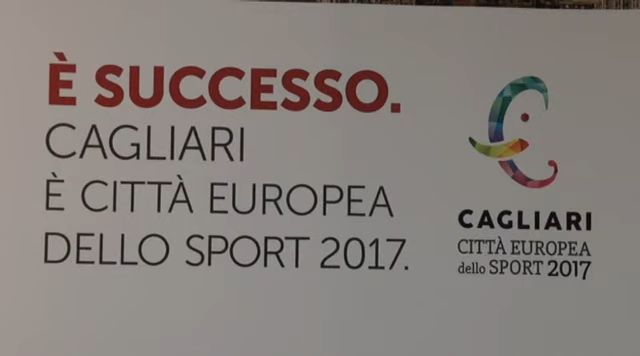 È SUCCESSO.
CAGLIARI
È CITTÀ EUROPEA
DELLO SPORT 2017.
CAGLIARI
CITTÀ EUROPEA
dello SPORT 2017